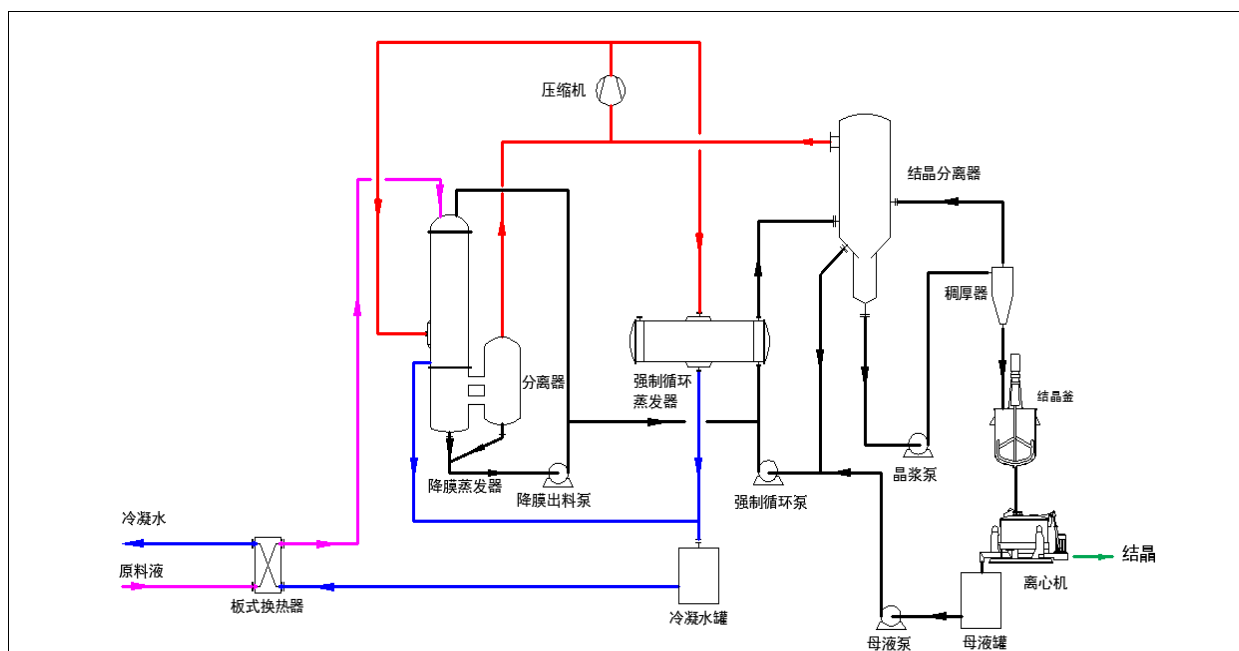 压缩机
结晶分离器
稠厚器
分离器
强制循环
蒸发器
结晶釜
降膜蒸发器
降膜出料泵
强制循环泵
晶浆泵
冷凝水
原料液
板式换热器
冷凝水罐
母液泵
母液罐
离心机
结晶